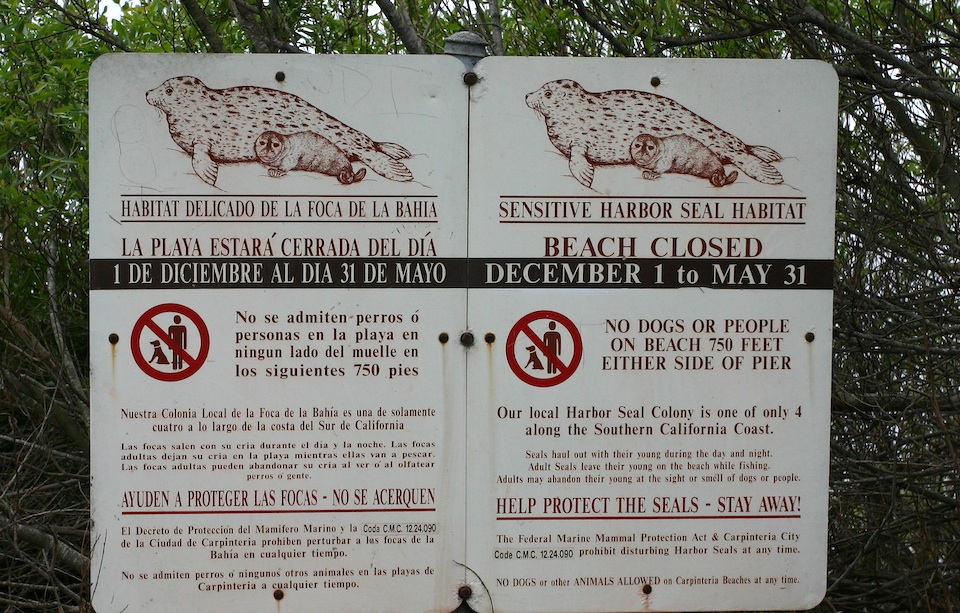 HABITAT DELICADO DE LA FOCA DE LA BAHIA
LA PLAYA ESTARÁ CERRADA DEL DÍA
1 DE DICIEMBRE AL DIA 31 DE MAYO
No se admiten perros ó
personas en la playa en
ningun lado del muelle en
los siguientes 750 pies
Nuestra Colonia Local de la Foca de la Bahía es una de solamente
cuatro a lo largo de la costa del Sur de California
Las focas salen con su cria durante el dia y la noche. Las focas
adultas dejan su cria en la playa mientras ellas van a pescar.
Las focas adultas pueden abandonar su cria al ver ó al olfatear
perros ó gente.
AYUDEN A PROTEGER LAS FOCAS - NO SE ACERQUEN
El Decreto de Protección del Mamífero Marino y la Coda C.M.C. 12.24.090
de la Ciudad de Carpinteria prohiben perturbar a las focas de la
Bahía en cualquier tiempo.
No se admiten perros o ningunos otros animales en las playas de
Carpinteria a cualquier tiempo.
SENSITIVE HARBOR SEAL HABITAT
BEACH CLOSED
DECEMBER 1 to MAY 31
NO DOGS OR PEOPLE
ON BEACH 750 FEET
EITHER SIDE OF PIER
Our local Harbor Seal Colony is one of only 4
along the Southern California Coast.
Seals haul out with their young during the day and night.
Adult Seals leave their young on the beach while fishing.
Adults may abandon their young at the sight or smell of dogs or people.
HELP PROTECT THE SEALS - STAY AWAY!
The Federal Marine Mammal Protection Act & Carpinteria City
Code C.M.C. 12.24.090 prohibit disturbing Harbor Seals at any time.
NO DOGS or other ANIMALS ALLOWED on Carpinteria Beaches at any time.